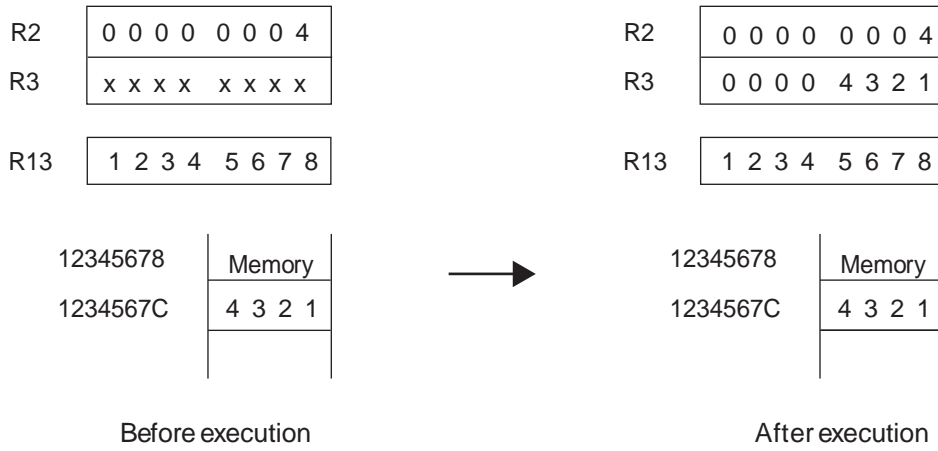 R2 0 0 0 0 0 0 0 4
R3 x x x x x x x x
R13 1 2 3 4 5 6 7 8
12345678 Memory
1234567C 4 3 2 1
Before execution
R2 0 0 0 0 0 0 0 4
R3 0 0 0 0 4 3 2 1
R13 1 2 3 4 5 6 7 8
12345678 Memory
1234567C 4 3 2 1
After execution